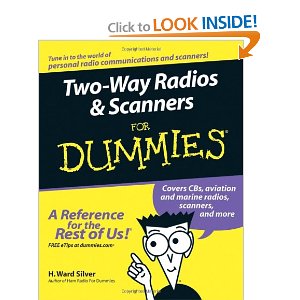 Click to
LOOK INSIDE!
Tune in to the world of
personal radio communications and scanners!
Two-Way Radios
& Scanners
FOR
DUMMIES®
Covers CBs, aviation
and marine radios,
scanners,
and more
A Reference
for the
Rest of Us!®
FREE eTips at dummies.com®
H. Ward Silver
Author of Ham Radio For Dummies